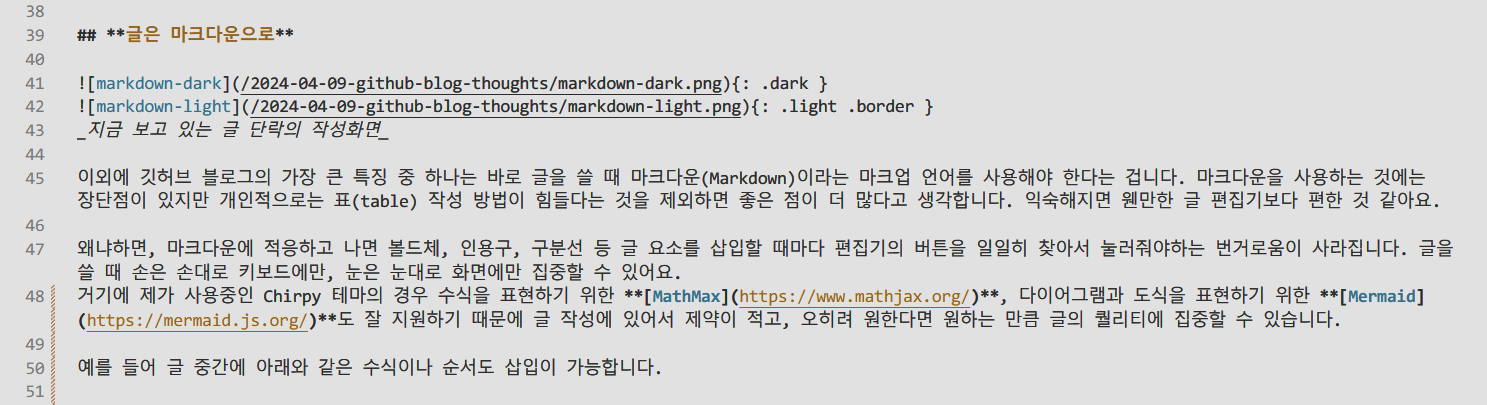 38
39 ## **글은 마크다운으로**
40
41 ![markdown-dark](/2024-04-09-github-blog-thoughts/markdown-dark.png){: .dark }
42 ![markdown-light](/2024-04-09-github-blog-thoughts/markdown-light.png){: .light .border }
43 _지금 보고 있는 글 단락의 작성화면_
44
45 이외에 깃허브 블로그의 가장 큰 특징 중 하나는 바로 글을 쓸 때 마크다운(Markdown)이라는 마크업 언어를 사용해야 한다는 겁니다. 마크다운을 사용하는 것에는
장단점이 있지만 개인적으로는 표(table) 작성 방법이 힘들다는 것을 제외하면 좋은 점이 더 많다고 생각합니다. 익숙해지면 웬만한 글 편집기보다 편한 것 같아요.
46
47 왜냐하면, 마크다운에 적응하고 나면 볼드체, 인용구, 구분선 등 글 요소를 삽입할 때마다 편집기의 버튼을 일일히 찾아서 눌러줘야하는 번거로움이 사라집니다. 글을
쓸 때 손은 손대로 키보드에만, 눈은 눈대로 화면에만 집중할 수 있어요.
48 거기에 제가 사용중인 Chirpy 테마의 경우 수식을 표현하기 위한 **[MathMax](https://www.mathjax.org/)**, 다이어그램과 도식을 표현하기 위한 **[Mermaid]
(https://mermaid.js.org/)**도 잘 지원하기 때문에 글 작성에 있어서 제약이 적고, 오히려 원한다면 원하는 만큼 글의 퀄리티에 집중할 수 있습니다.
49
50 예를 들어 글 중간에 아래와 같은 수식이나 순서도 삽입이 가능합니다.
51